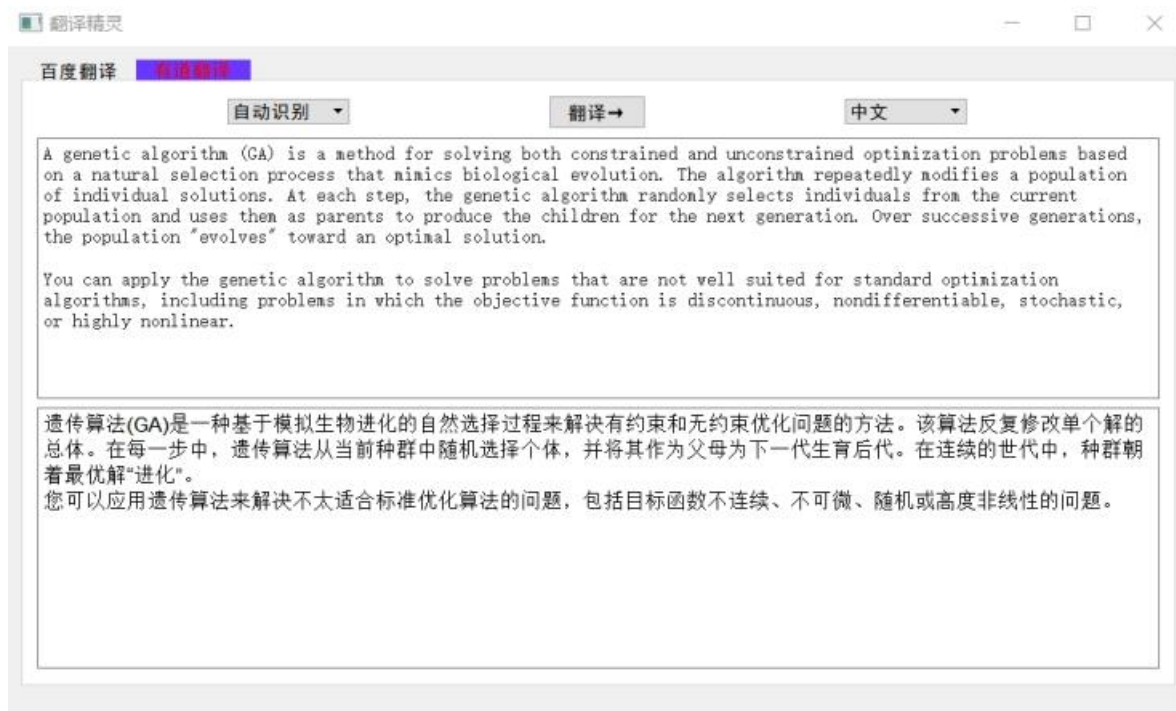 翻译精灵
百度翻译 有道翻译
自动识别 翻译→ 中文
A genetic algorithm (GA) is a method for solving both constrained and unconstrained optimization problems based
on a natural selection process that mimics biological evolution. The algorithm repeatedly modifies a population
of individual solutions. At each step, the genetic algorithm randomly selects individuals from the current
population and uses them as parents to produce the children for the next generation. Over successive generations,
the population "evolves" toward an optimal solution.
You can apply the genetic algorithm to solve problems that are not well suited for standard optimization
algorithms, including problems in which the objective function is discontinuous, nondifferentiable, stochastic,
or highly nonlinear.
遗传算法(GA)是一种基于模拟生物进化的自然选择过程来解决有约束和无约束优化问题的方法。该算法反复修改单个解的
总体。在每一步中，遗传算法从当前种群中随机选择个体，并将其作为父母为下一代生育后代。在连续的世代中，种群朝
着最优解“进化”。
您可以应用遗传算法来解决不太适合标准优化算法的问题，包括目标函数不连续、不可微、随机或高度非线性的问题。